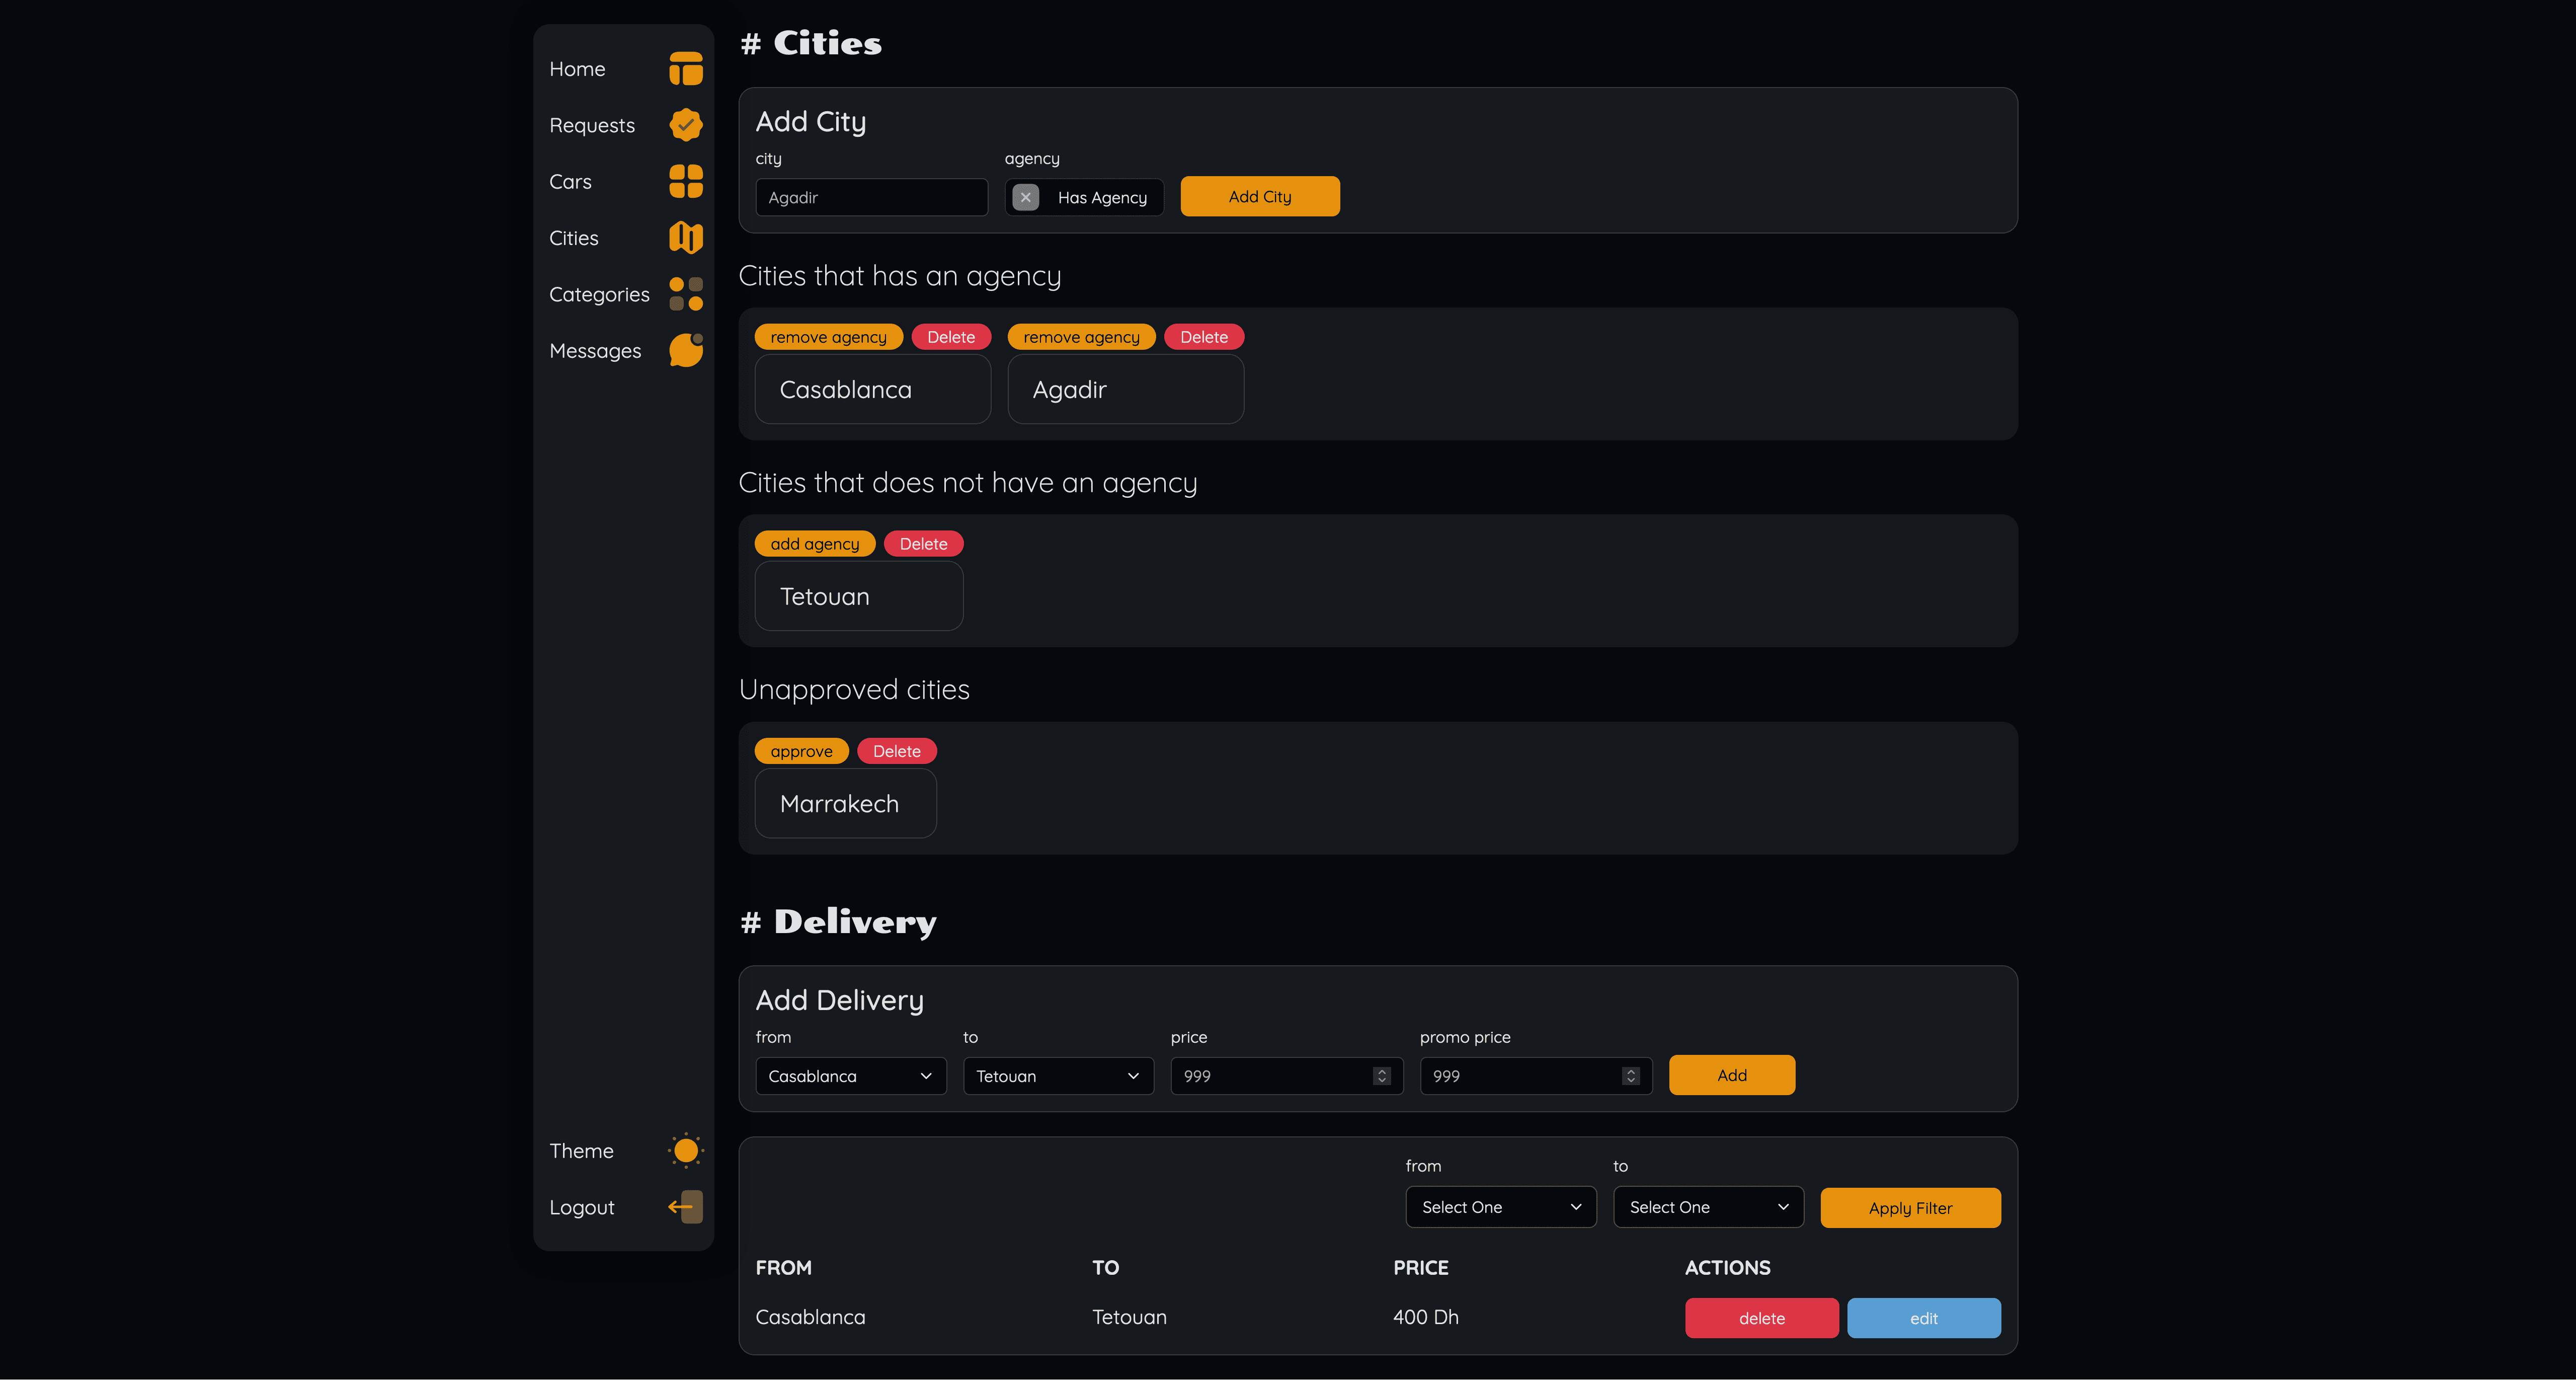 Home
Requests
Cars
Cities
Categories
Messages
Theme
Logout
# Cities
Add City
city agency
Agadir Has Agency Add City
Cities that has an agency
remove agency Delete remove agency Delete
Casablanca Agadir
Cities that does not have an agency
add agency Delete
Tetouan
Unapproved cities
approve Delete
Marrakech
# Delivery
Add Delivery
from to price promo price
Casablanca Tetouan 999 999 Add
from to
Select One Select One Apply Filter
FROM TO PRICE ACTIONS
Casablanca Tetouan 400 Dh delete edit